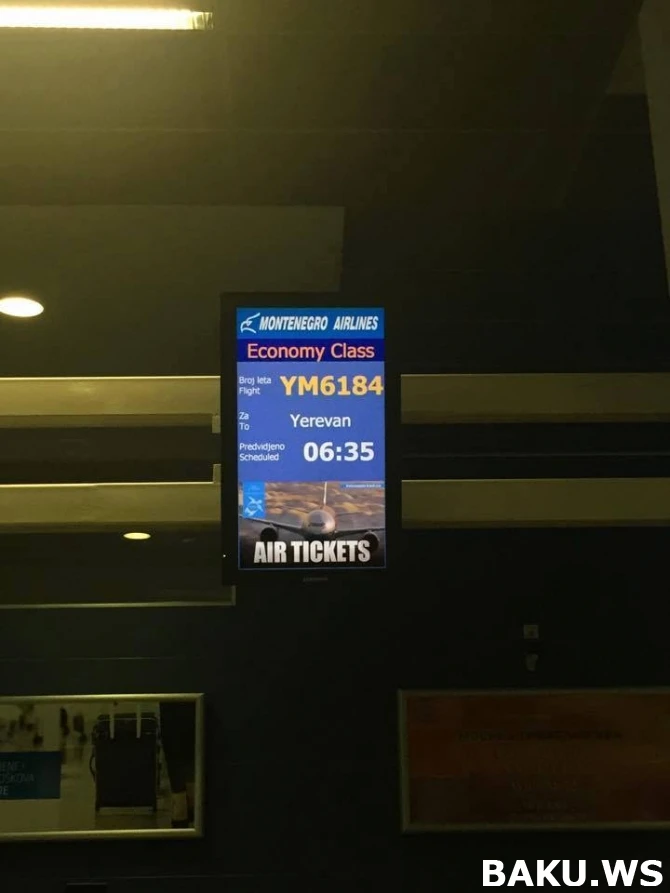 MONTENEGRO AIRLINES
Economy Class
Broj leta
Flight
YM6184
Za
To
Yerevan
Predvidjeno
Scheduled
06:35
AIR TICKETS
BAKU.WS